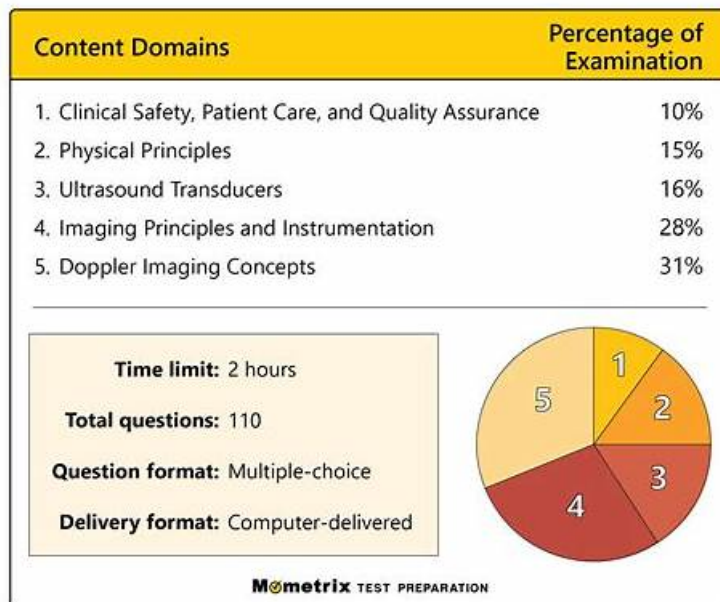 Content Domains
Percentage of
Examination
1. Clinical Safety, Patient Care, and Quality Assurance 10%
2. Physical Principles 15%
3. Ultrasound Transducers 16%
4. Imaging Principles and Instrumentation 28%
5. Doppler Imaging Concepts 31%
Time limit: 2 hours
Total questions: 110
Question format: Multiple-choice
Delivery format: Computer-delivered
1
2
3
4
5
Mometrix TEST PREPARATION